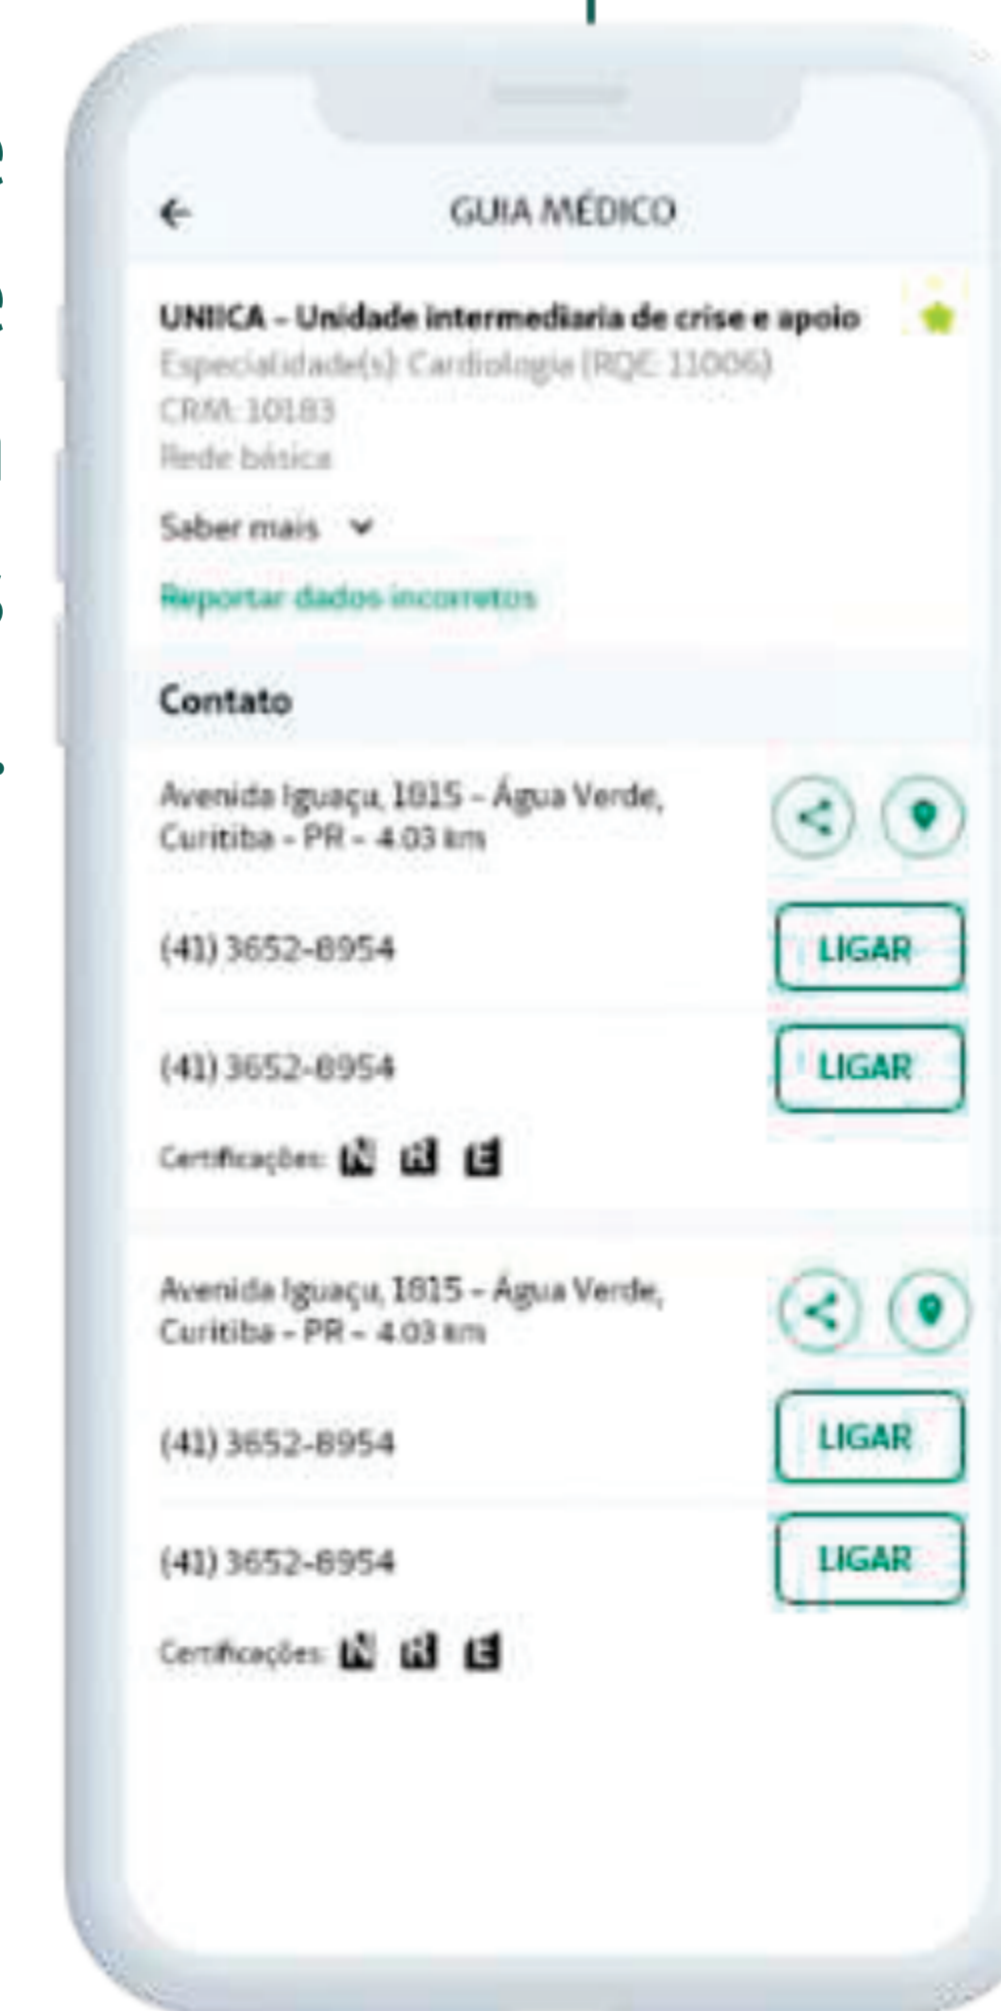 GUIA MÉDICO
UNIICA – Unidade intermediaria de crise e apoio
Especialidade(s): Cardiologia (RQE: 11006)
CRM: 10183
Rede básica
Saber mais
Reportar dados incorretos
Contato
Avenida Iguaçu, 1815 – Água Verde,
Curitiba – PR – 4.03 km
(41) 3652-8954 LIGAR
(41) 3652-8954 LIGAR
Certificações: N R E
Avenida Iguaçu, 1815 – Água Verde,
Curitiba – PR – 4.03 km
(41) 3652-8954 LIGAR
(41) 3652-8954 LIGAR
Certificações: N R E